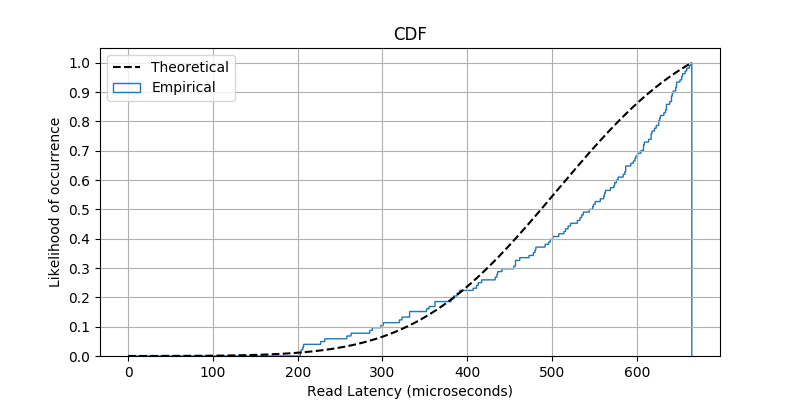 CDF
Theoretical
Empirical
Likelihood of occurrence
1.0
0.9
0.8
0.7
0.6
0.5
0.4
0.3
0.2
0.1
0.0
0 100 200 300 400 500 600
Read Latency (microseconds)